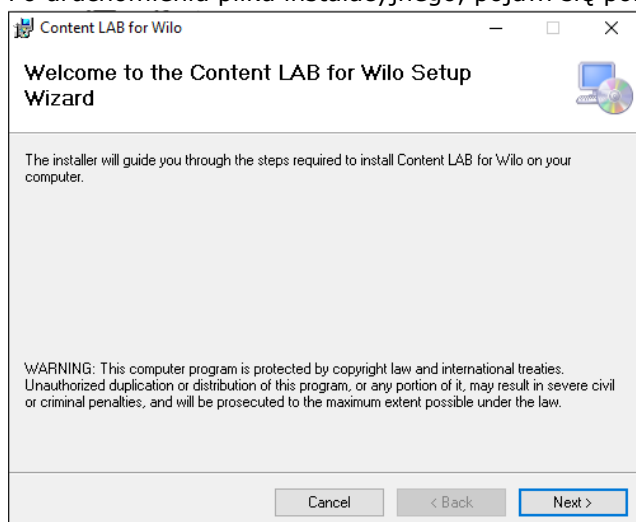 Content LAB for Wilo
Welcome to the Content LAB for Wilo Setup
Wizard
The installer will guide you through the steps required to install Content LAB for Wilo on your
computer.
WARNING: This computer program is protected by copyright law and international treaties.
Unauthorized duplication or distribution of this program, or any portion of it, may result in severe civil
or criminal penalties, and will be prosecuted to the maximum extent possible under the law.
Cancel < Back Next >